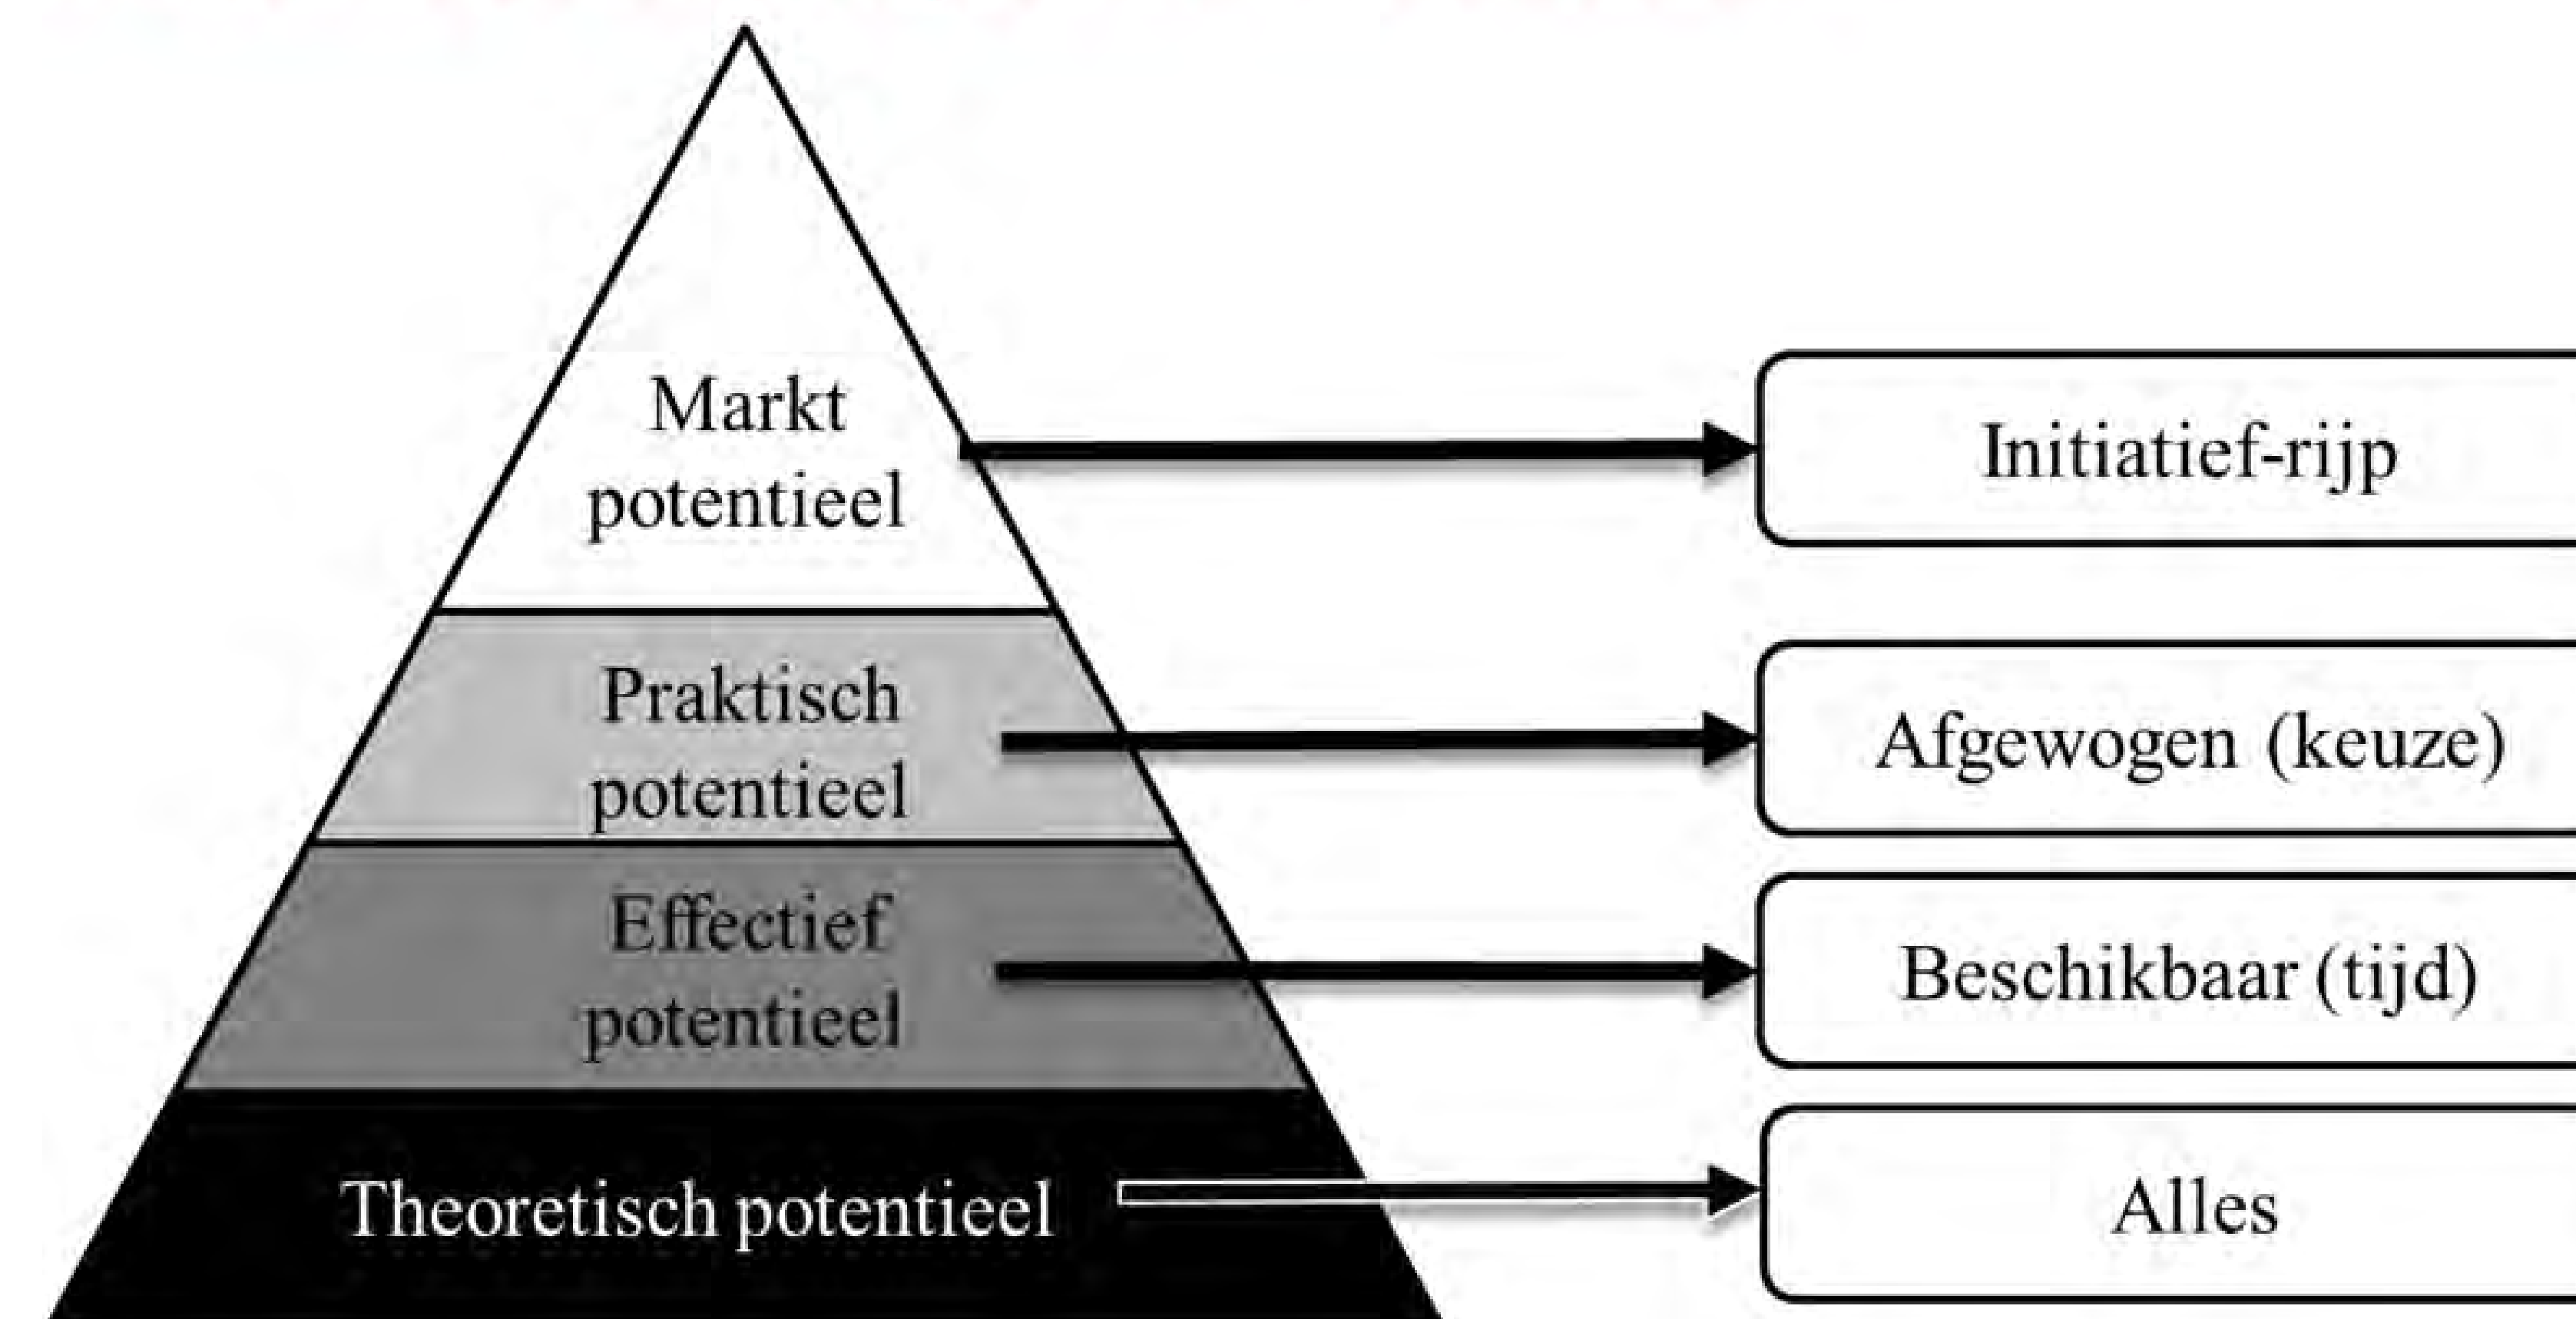 Markt
potentieel
Initiatief-rijp
Praktisch
potentieel
Afgewogen (keuze)
Effectief
potentieel
Beschikbaar (tijd)
Theoretisch potentieel
Alles